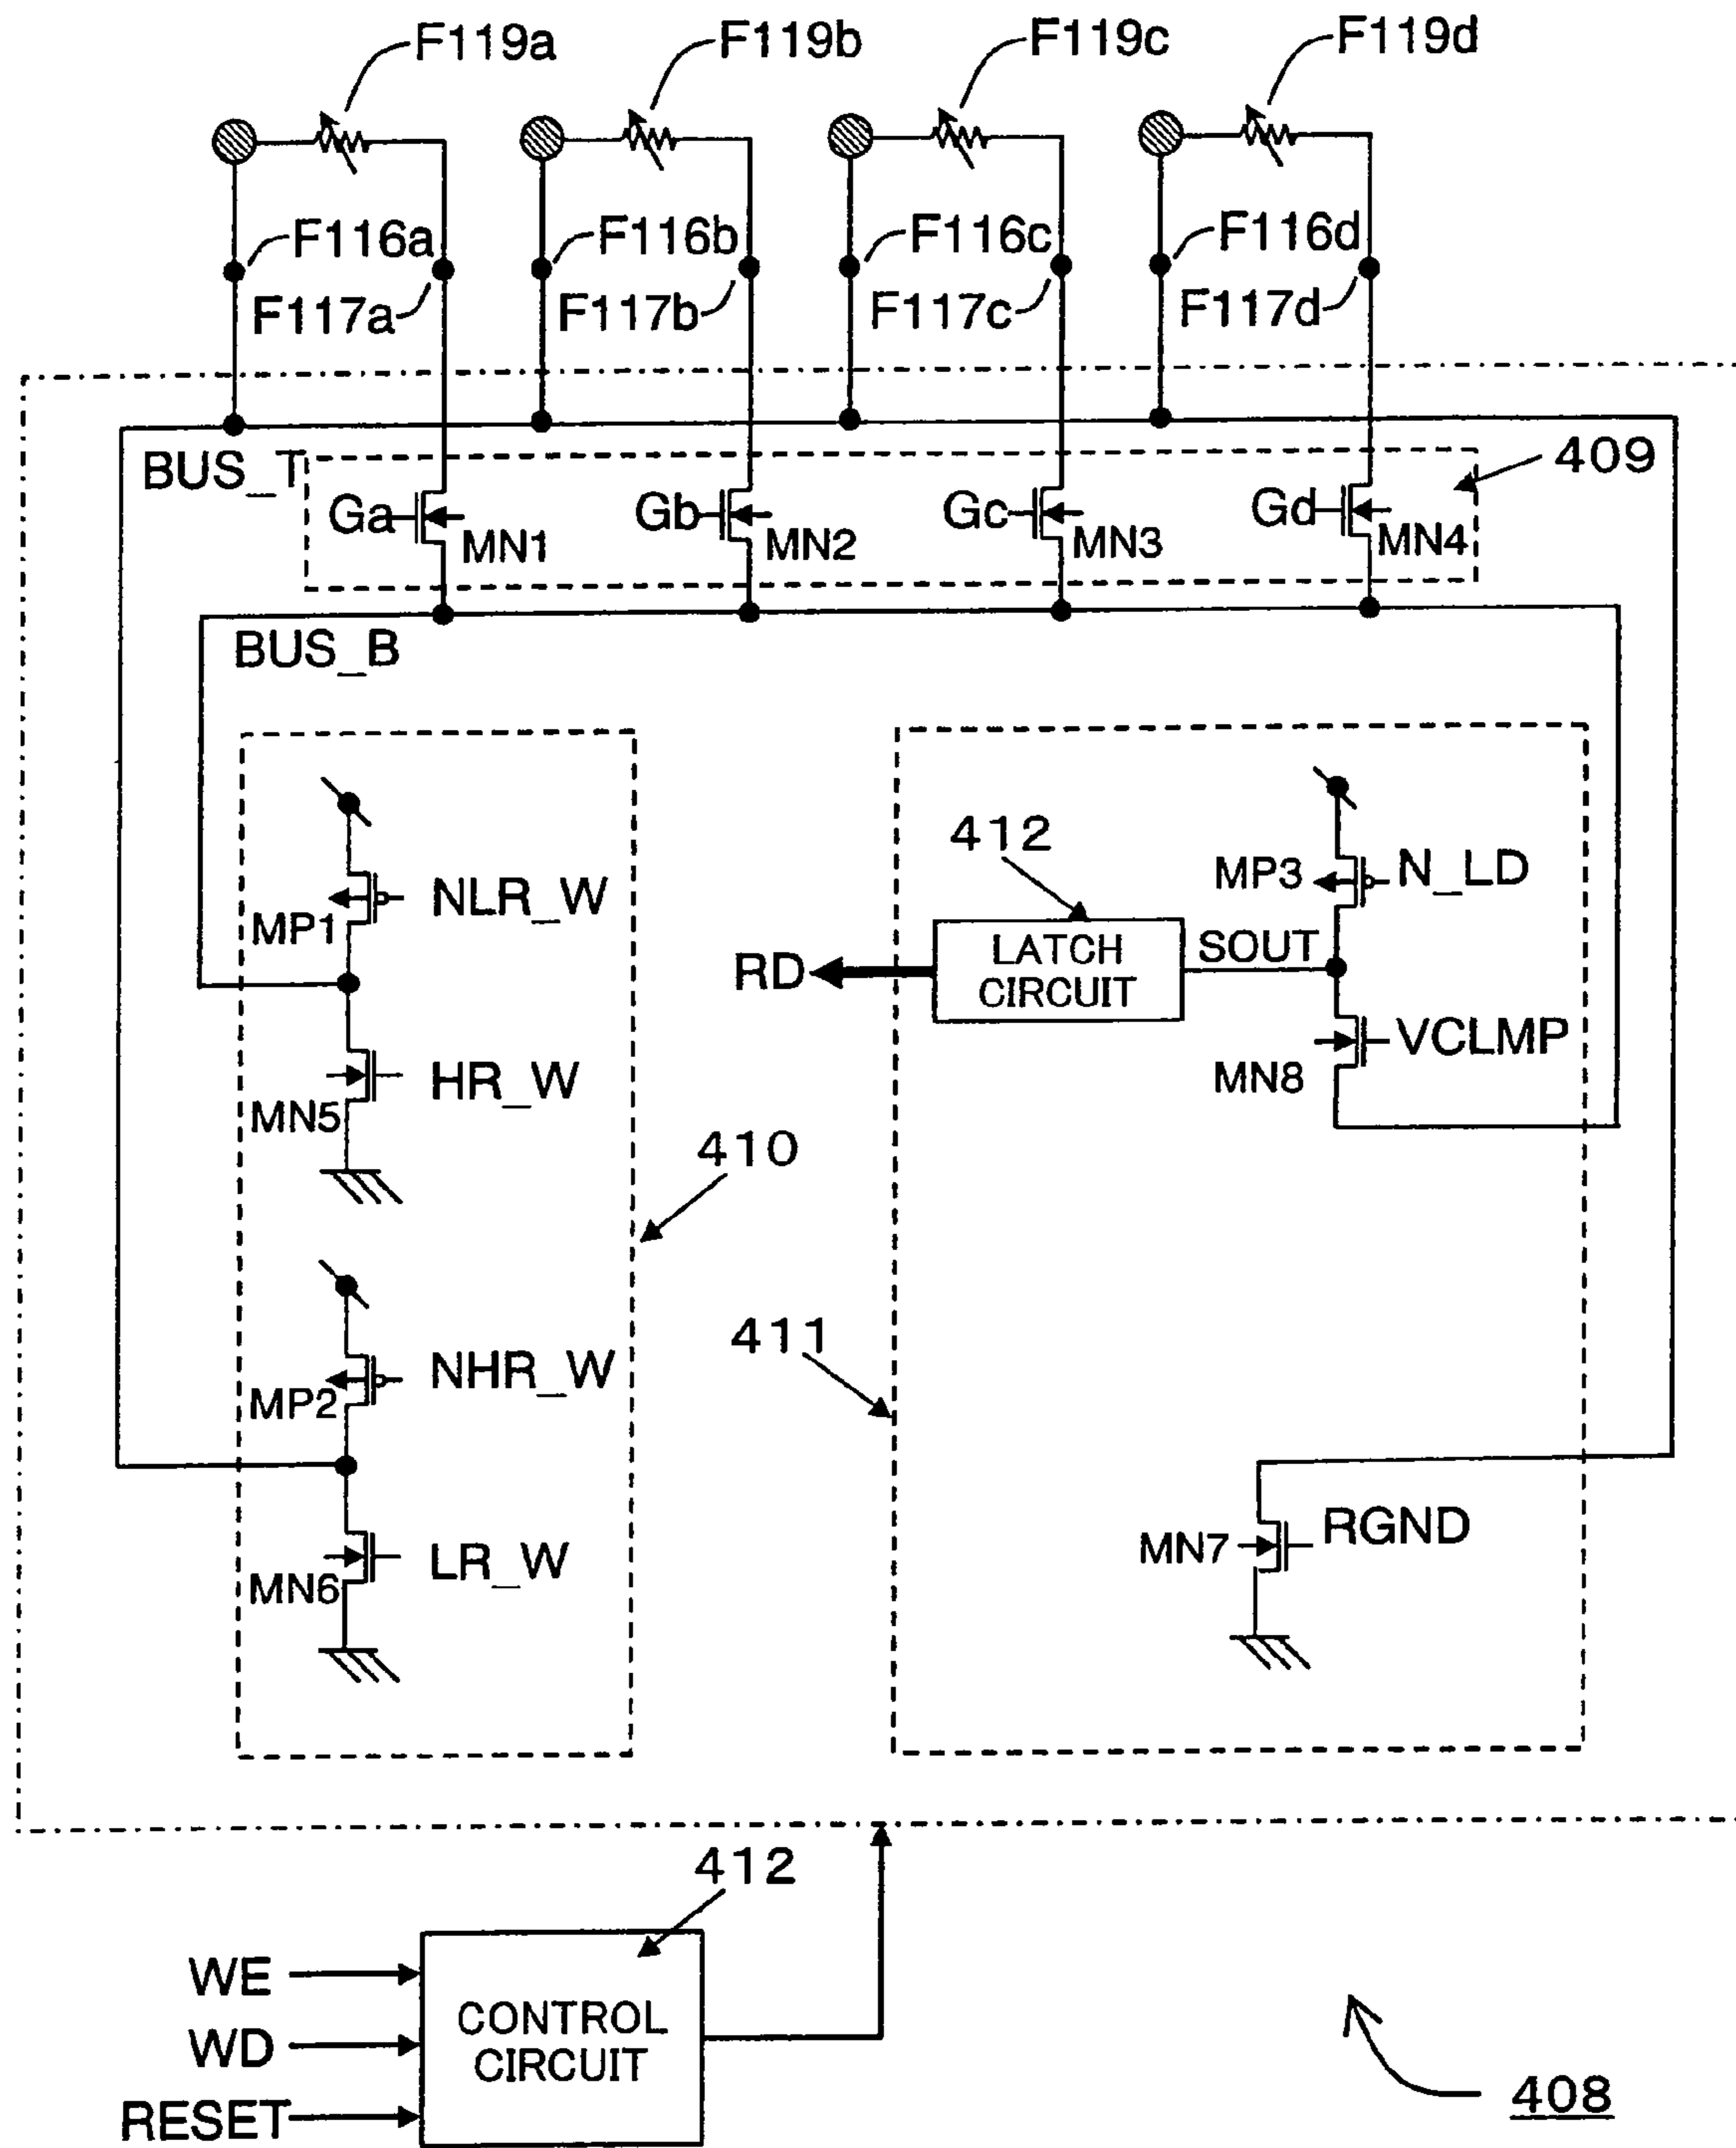 F119a
F119b
F119c
F119d
F116a
F116b
F116c
F116d
F117a
F117b
F117c
F117d
BUS_T
409
Ga
MN1
Gb
MN2
Gc
MN3
Gd
MN4
BUS_B
412
MP3
N_LD
NLR_W
MP1
LATCH
CIRCUIT
SOUT
RD
VCLMP
MN8
HR_W
MN5
410
411
NHR_W
MP2
RGND
MN7
LR_W
MN6
412
WE
WD
RESET
CONTROL
CIRCUIT
408